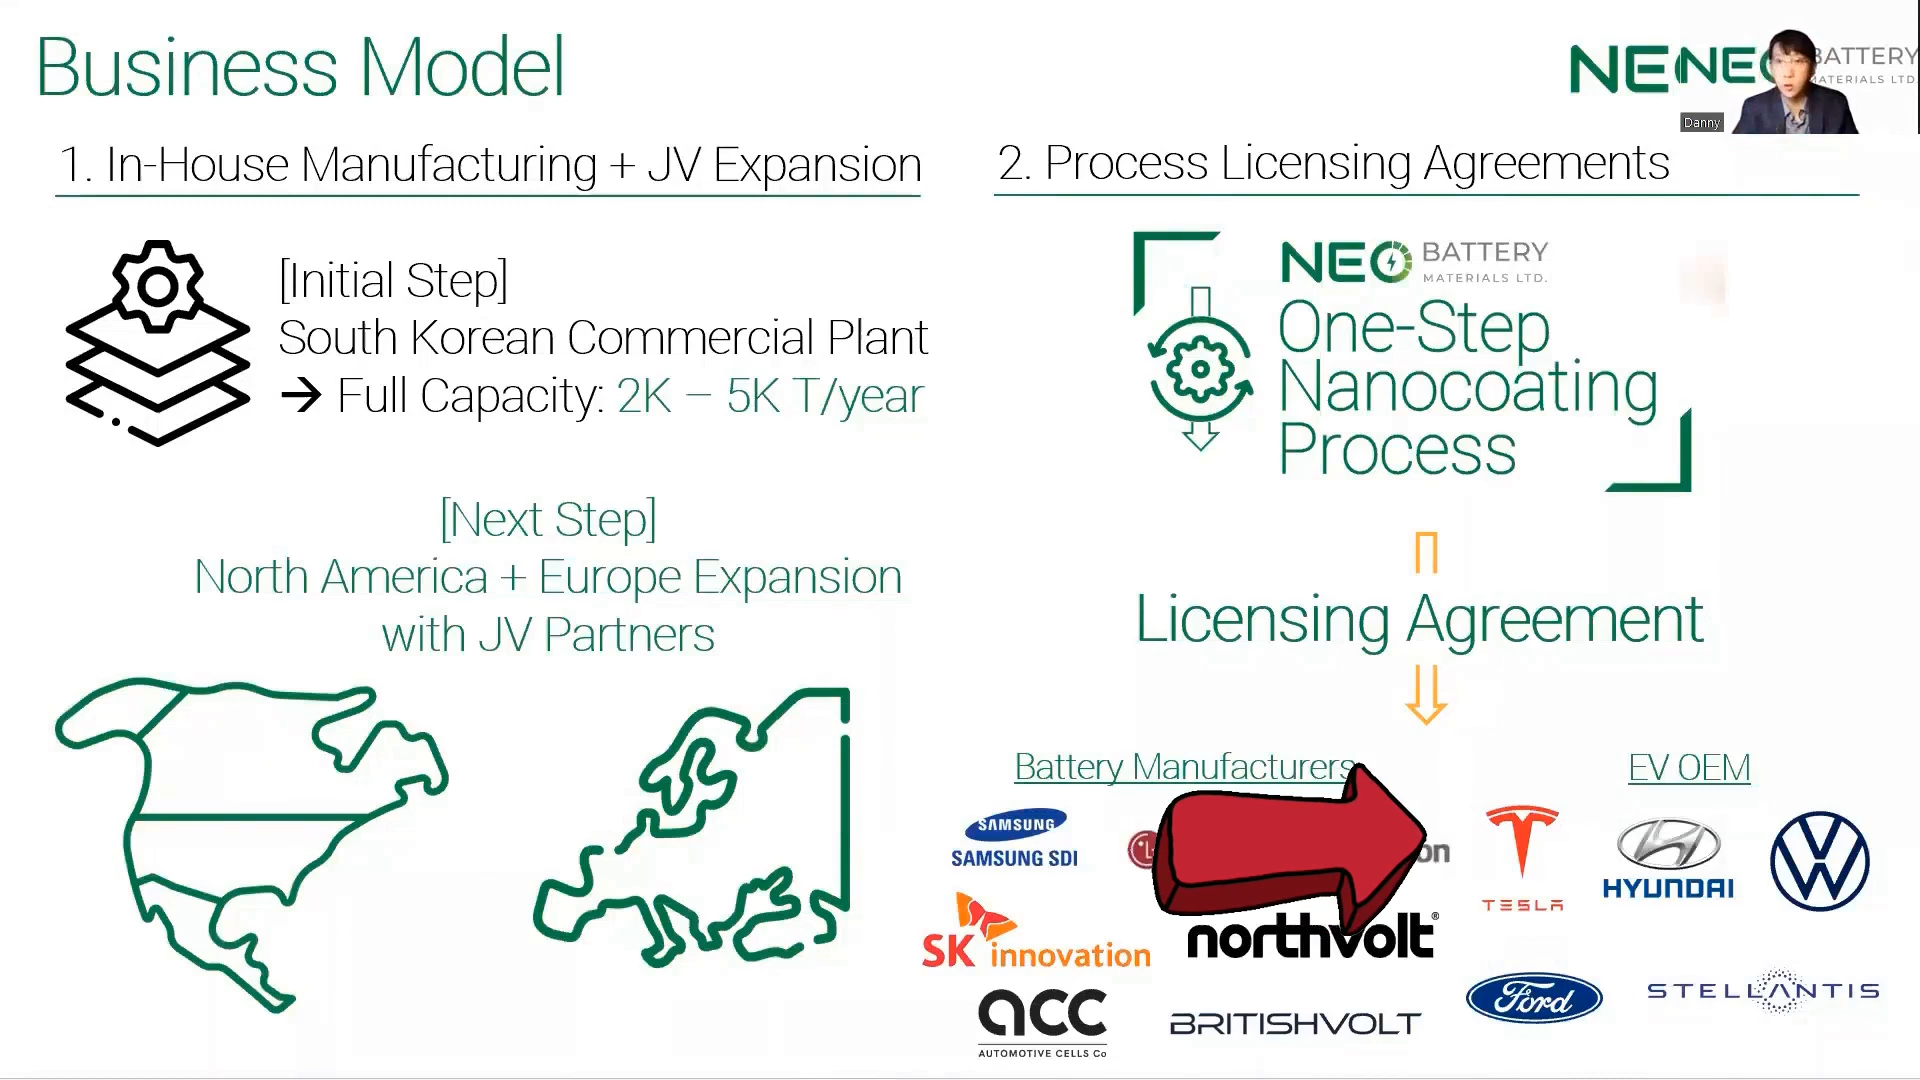 Business Model
NE NEO BATTERY
MATERIALS LTD
Danny
1. In-House Manufacturing + JV Expansion
[Initial Step]
South Korean Commercial Plant
→ Full Capacity: 2K – 5K T/year
[Next Step]
North America + Europe Expansion
with JV Partners
2. Process Licensing Agreements
NEO BATTERY
MATERIALS LTD.
One-Step
Nanocoating
Process
Licensing Agreement
Battery Manufacturers
SAMSUNG
SAMSUNG SDI
on
SK innovation
northvolt®
acc
AUTOMOTIVE CELLS Co
BRITISHVOLT
EV OEM
TESLA
HYUNDAI
Ford
STELLANTIS